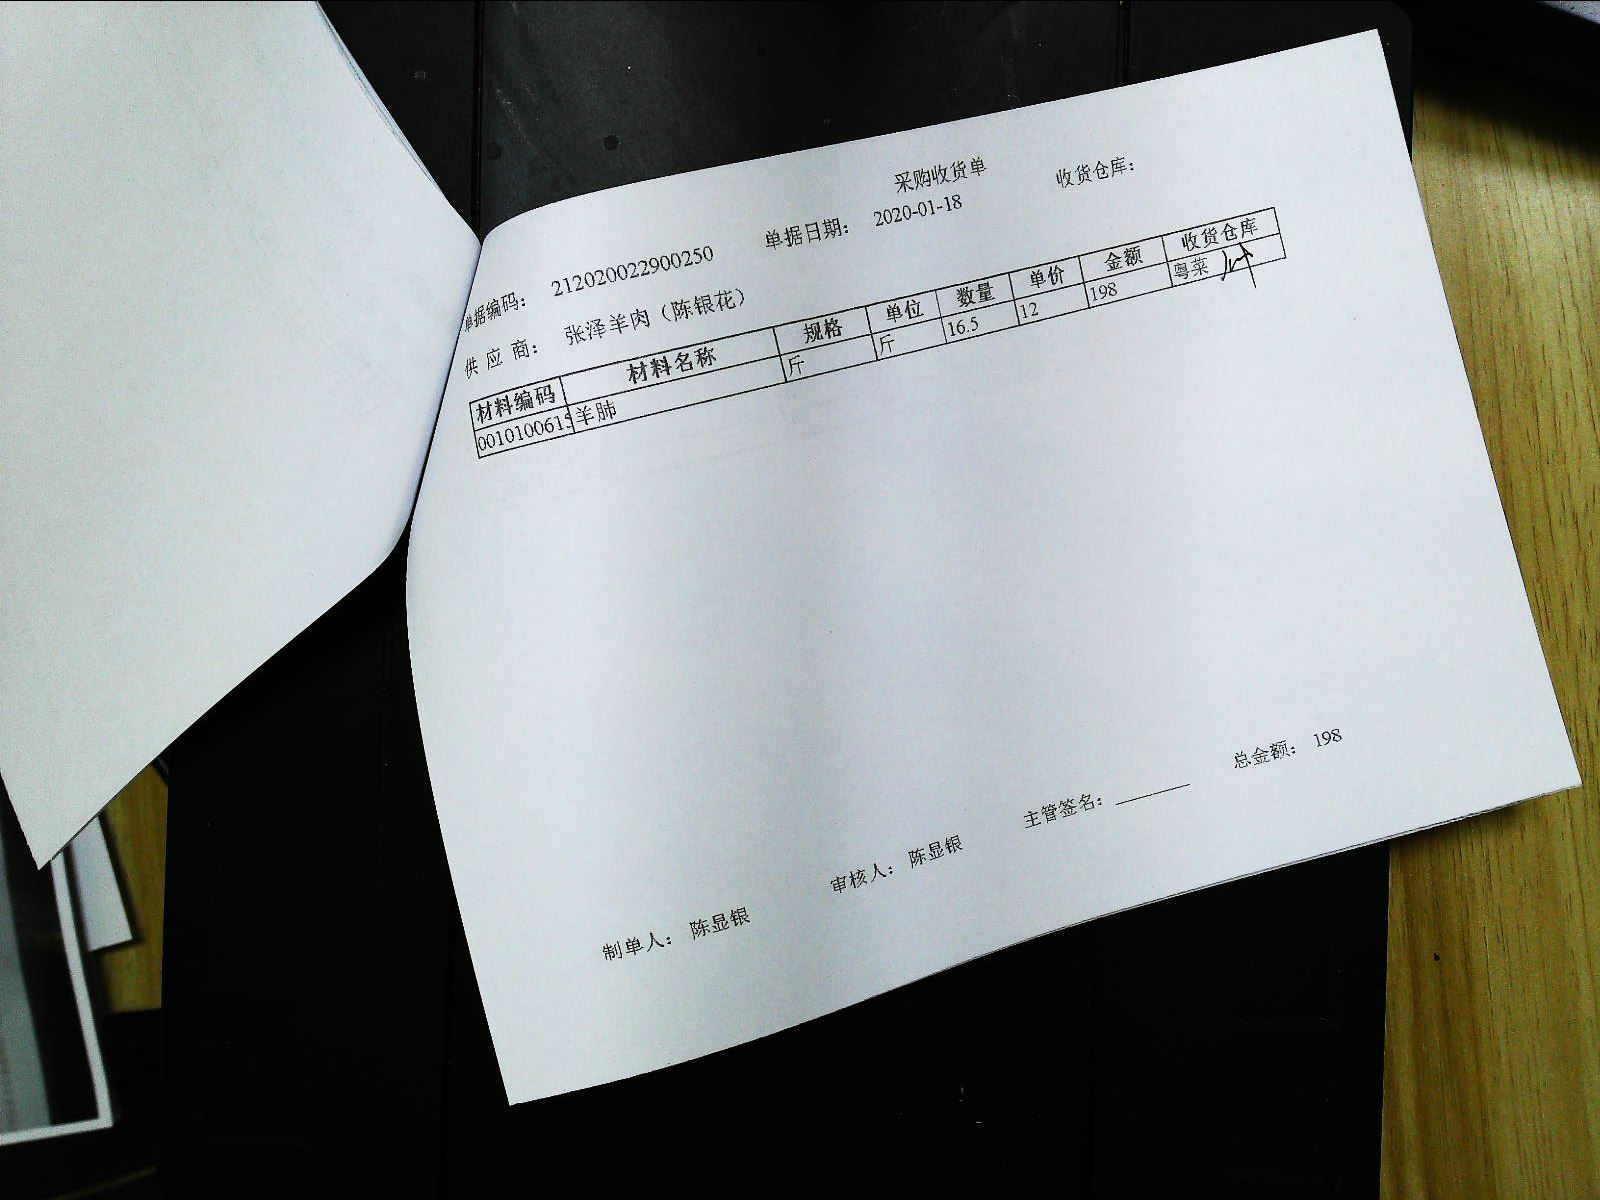 采购收货单
单据编码： 212020022900250 单据日期： 2020-01-18 收货仓库：
供 应 商： 张泽羊肉（陈银花）
材料编码 材料名称 规格 单位 数量 单价 金额 收货仓库
0010100615 羊肺 斤 斤 16.5 12 198 粤菜
制单人： 陈显银 审核人： 陈显银 主管签名： 总金额： 198